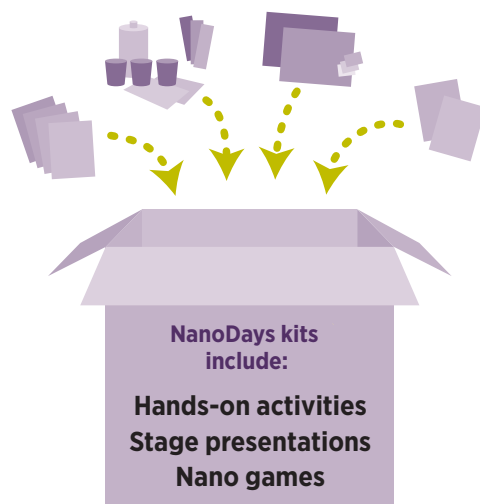 NanoDays kits
include:
Hands-on activities
Stage presentations
Nano games